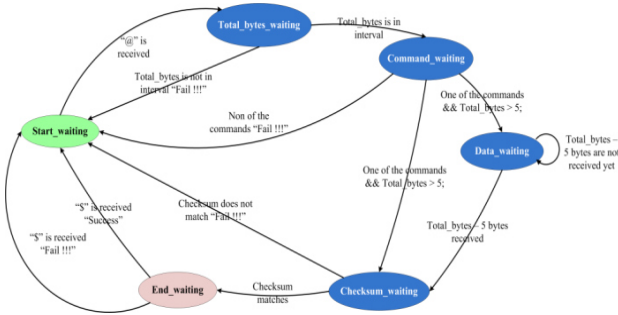 Total_bytes_waiting
Total_bytes is in
interval
“@” is
received
Command_waiting
Total_bytes is not in
interval “Fail !!!”
One of the commands
&& Total_bytes > 5;
Non of the
commands “Fail !!!”
Start_waiting
Data_waiting
Total_bytes –
5 bytes are not
received yet
One of the commands
&& Total_bytes > 5;
Checksum does not
match “Fail !!!”
“$” is received
“Success”
Total_bytes – 5 bytes
received
“$” is received
“Fail !!!”
End_waiting
Checksum
matches
Checksum_waiting